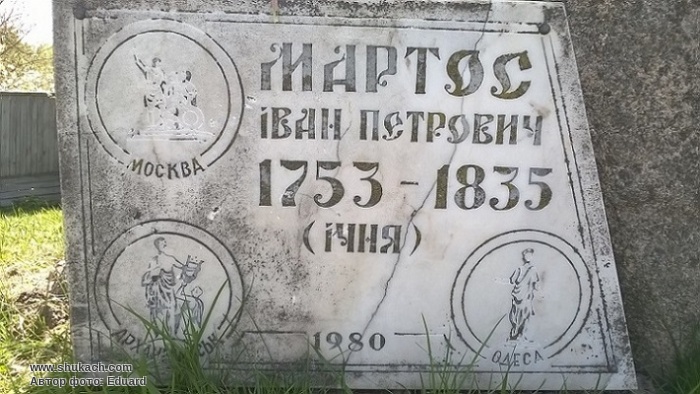 МАРТОС
ІВАН ПЕТРОВИЧ
1753 – 1835
(ІЧНЯ)
МОСКВА
1980
ОДЕСА
www.shukach.com
Автор фото: Eduard